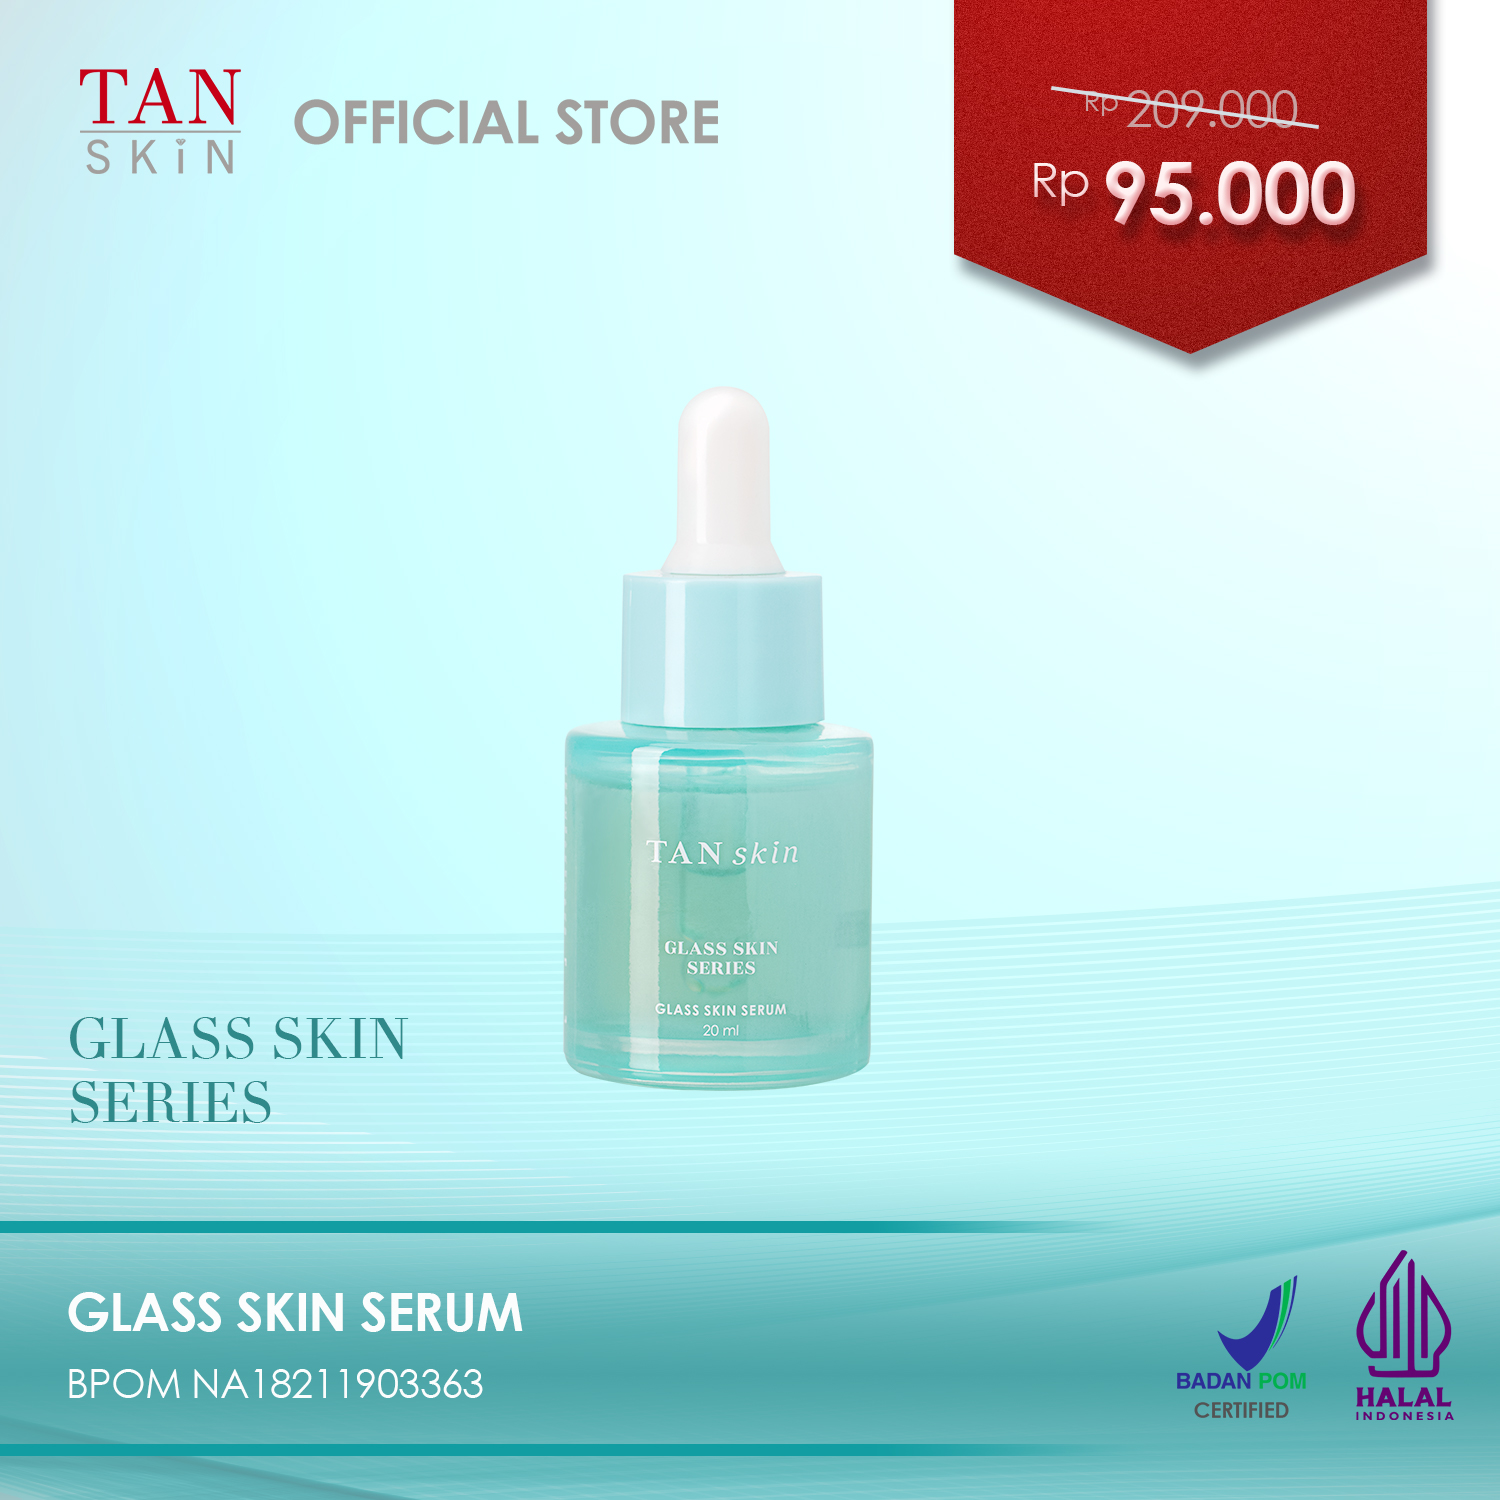 TAN
SKiN
OFFICIAL STORE
Rp 209.000
Rp 95.000
TAN skin
GLASS SKIN
SERIES
GLASS SKIN SERUM
20 ml
GLASS SKIN
SERIES
GLASS SKIN SERUM
BPOM NA18211903363
BADAN POM
CERTIFIED
HALAL
INDONESIA